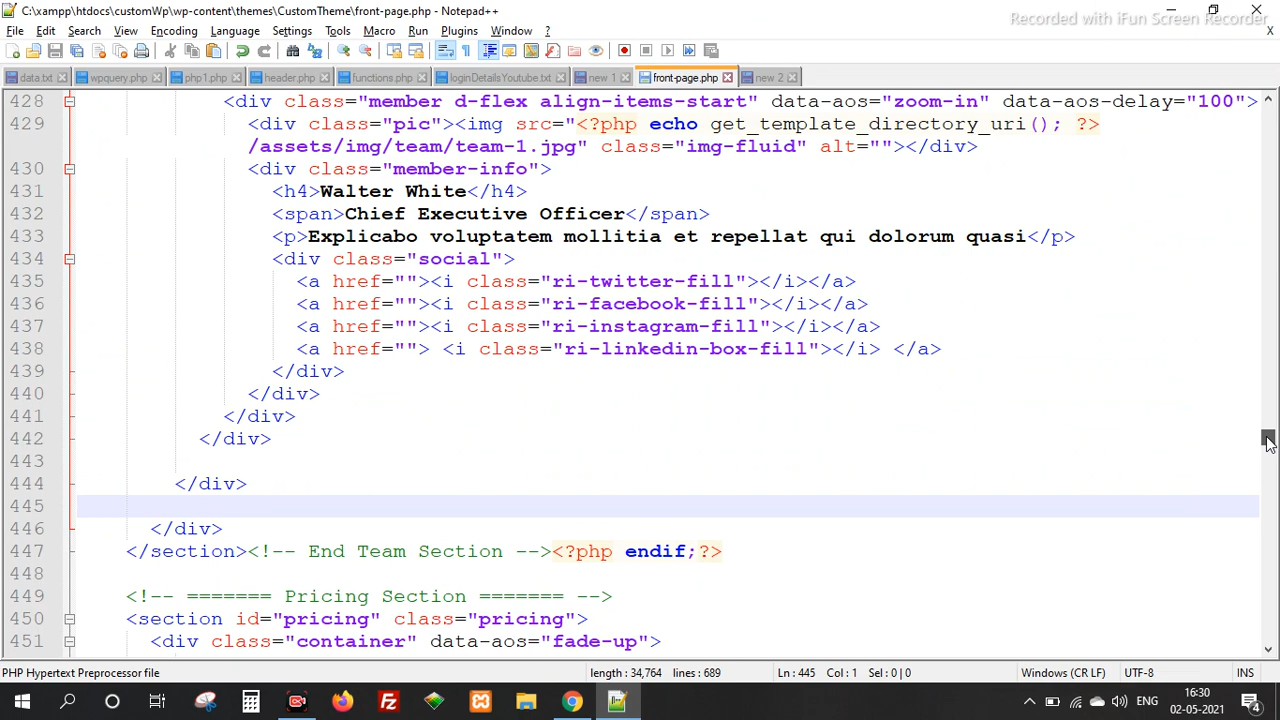 C:\xampp\htdocs\customWp\wp-content\themes\CustomTheme\front-page.php - Notepad++
Recorded with iFun Screen Recorder
File Edit Search View Encoding Language Settings Tools Macro Run Plugins Window ? X
data.txt wpquery.php php1.php header.php functions.php loginDetailsYoutube.txt new 1 front-page.php new 2
428 <div class="member d-flex align-items-start" data-aos="zoom-in" data-aos-delay="100">
429 <div class="pic"><img src="<?php echo get_template_directory_uri(); ?>
/assets/img/team/team-1.jpg" class="img-fluid" alt=""></div>
430 <div class="member-info">
431 <h4>Walter White</h4>
432 <span>Chief Executive Officer</span>
433 <p>Explicabo voluptatem mollitia et repellat qui dolorum quasi</p>
434 <div class="social">
435 <a href=""><i class="ri-twitter-fill"></i></a>
436 <a href=""><i class="ri-facebook-fill"></i></a>
437 <a href=""><i class="ri-instagram-fill"></i></a>
438 <a href=""> <i class="ri-linkedin-box-fill"></i> </a>
439 </div>
440 </div>
441 </div>
442 </div>
443
444 </div>
445
446 </div>
447 </section><!-- End Team Section --><?php endif;?>
448
449 <!-- ======= Pricing Section ======= -->
450 <section id="pricing" class="pricing">
451 <div class="container" data-aos="fade-up">
PHP Hypertext Preprocessor file length : 34,764 lines : 689 Ln : 445 Col : 1 Sel : 0 | 0 Windows (CR LF) UTF-8 INS
ENG 16:30
02-05-2021 4